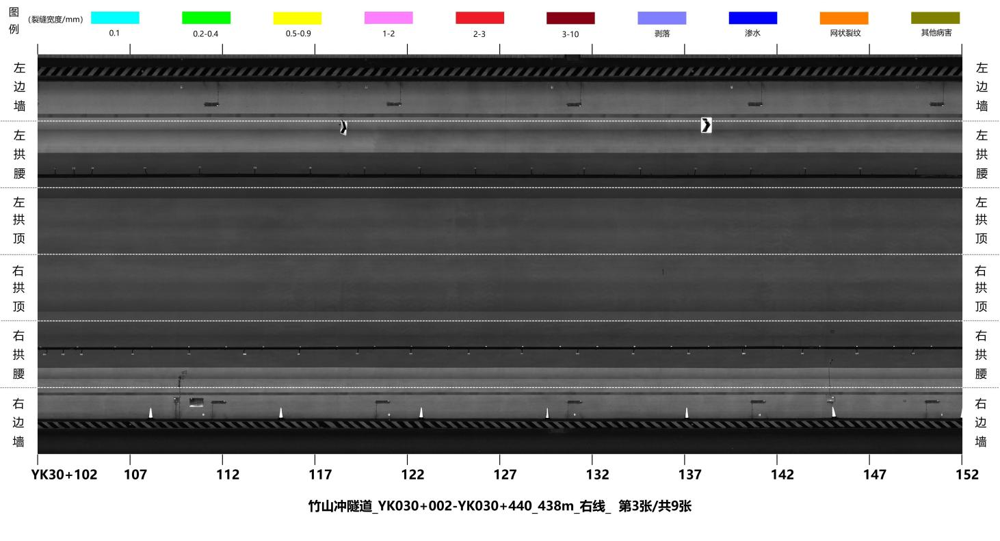 图例
(裂缝宽度/mm)
0.1
0.2-0.4
0.5-0.9
1-2
2-3
3-10
剥落
渗水
网状裂纹
其他病害
左边墙
左边墙
左拱腰
左拱腰
左拱顶
左拱顶
右拱顶
右拱顶
右拱腰
右拱腰
右边墙
右边墙
YK30+102 107 112 117 122 127 132 137 142 147 152
竹山冲隧道_YK030+002-YK030+440_438m_右线_ 第3张/共9张